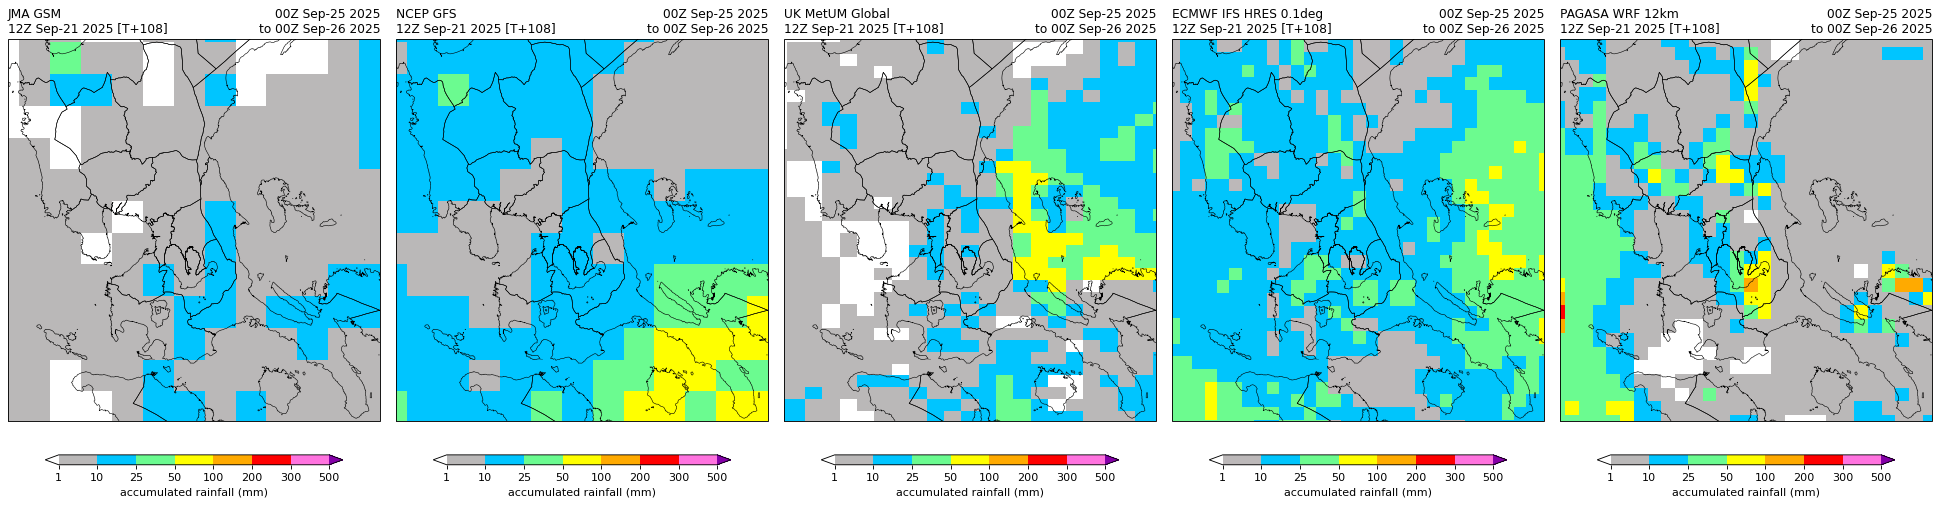 JMA GSM 00Z Sep-25 2025
12Z Sep-21 2025 [T+108] to 00Z Sep-26 2025
1 10 25 50 100 200 300 500
accumulated rainfall (mm)
NCEP GFS 00Z Sep-25 2025
12Z Sep-21 2025 [T+108] to 00Z Sep-26 2025
1 10 25 50 100 200 300 500
accumulated rainfall (mm)
UK MetUM Global 00Z Sep-25 2025
12Z Sep-21 2025 [T+108] to 00Z Sep-26 2025
1 10 25 50 100 200 300 500
accumulated rainfall (mm)
ECMWF IFS HRES 0.1deg 00Z Sep-25 2025
12Z Sep-21 2025 [T+108] to 00Z Sep-26 2025
1 10 25 50 100 200 300 500
accumulated rainfall (mm)
PAGASA WRF 12km 00Z Sep-25 2025
12Z Sep-21 2025 [T+108] to 00Z Sep-26 2025
1 10 25 50 100 200 300 500
accumulated rainfall (mm)